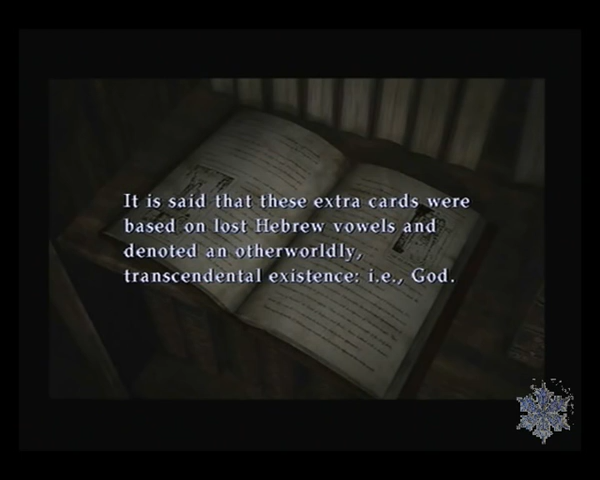 It is said that these extra cards were
based on lost Hebrew vowels and
denoted an otherworldly,
transcendental existence: i.e., God.